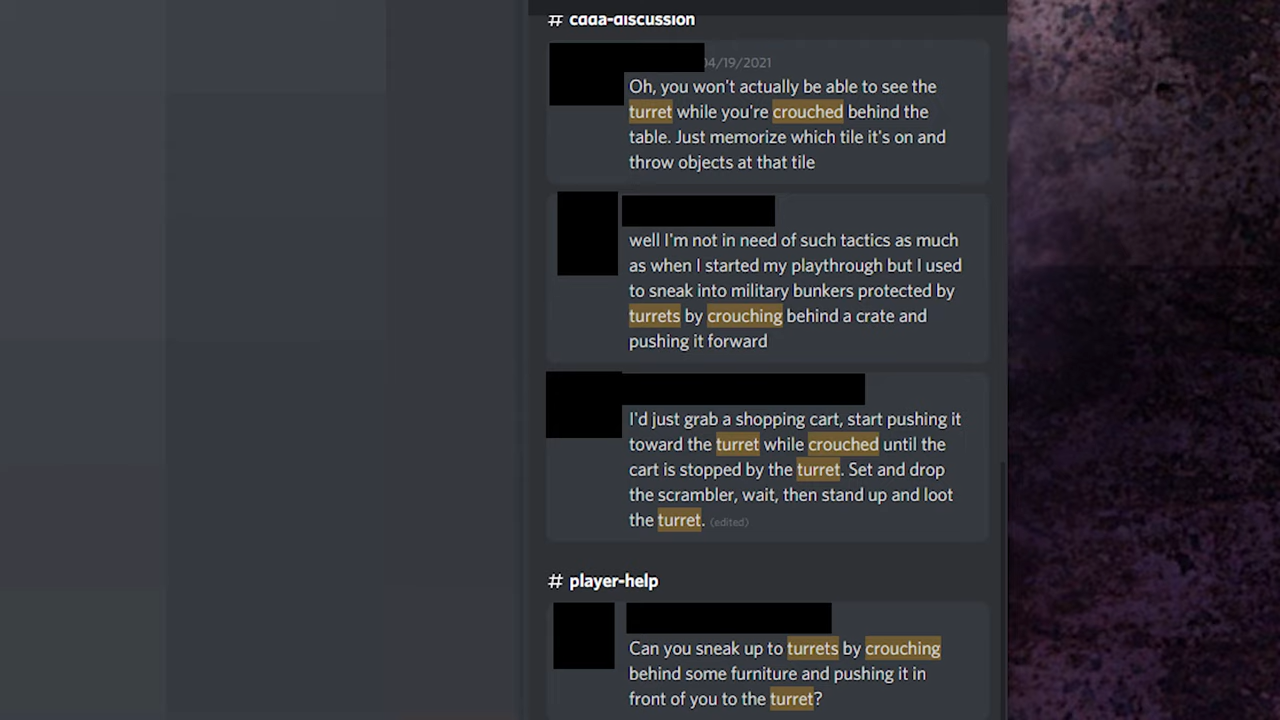 # cdda-discussion
04/19/2021
Oh, you won't actually be able to see the
turret while you're crouched behind the
table. Just memorize which tile it's on and
throw objects at that tile
well I'm not in need of such tactics as much
as when I started my playthrough but I used
to sneak into military bunkers protected by
turrets by crouching behind a crate and
pushing it forward
I'd just grab a shopping cart, start pushing it
toward the turret while crouched until the
cart is stopped by the turret. Set and drop
the scrambler, wait, then stand up and loot
the turret. (edited)
# player-help
Can you sneak up to turrets by crouching
behind some furniture and pushing it in
front of you to the turret?